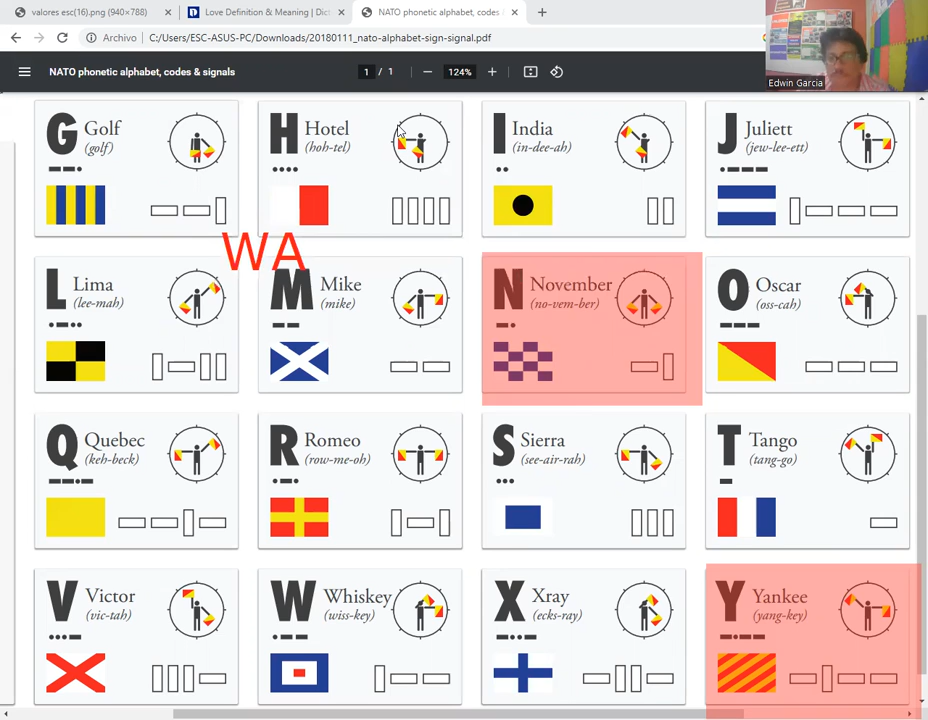 valores esc(16).png (940×788)
Love Definition & Meaning | Dict
NATO phonetic alphabet, codes &
Archivo
C:/Users/ESC-ASUS-PC/Downloads/20180111_nato-alphabet-sign-signal.pdf
NATO phonetic alphabet, codes & signals
1 / 1
124%
Edwin Garcia
G Golf
(golf)
H Hotel
(hoh-tel)
I India
(in-dee-ah)
J Juliett
(jew-lee-ett)
WA
L Lima
(lee-mah)
M Mike
(mike)
N November
(no-vem-ber)
O Oscar
(oss-cah)
Q Quebec
(keh-beck)
R Romeo
(row-me-oh)
S Sierra
(see-air-rah)
T Tango
(tang-go)
V Victor
(vic-tah)
W Whiskey
(wiss-key)
X Xray
(ecks-ray)
Y Yankee
(yang-key)